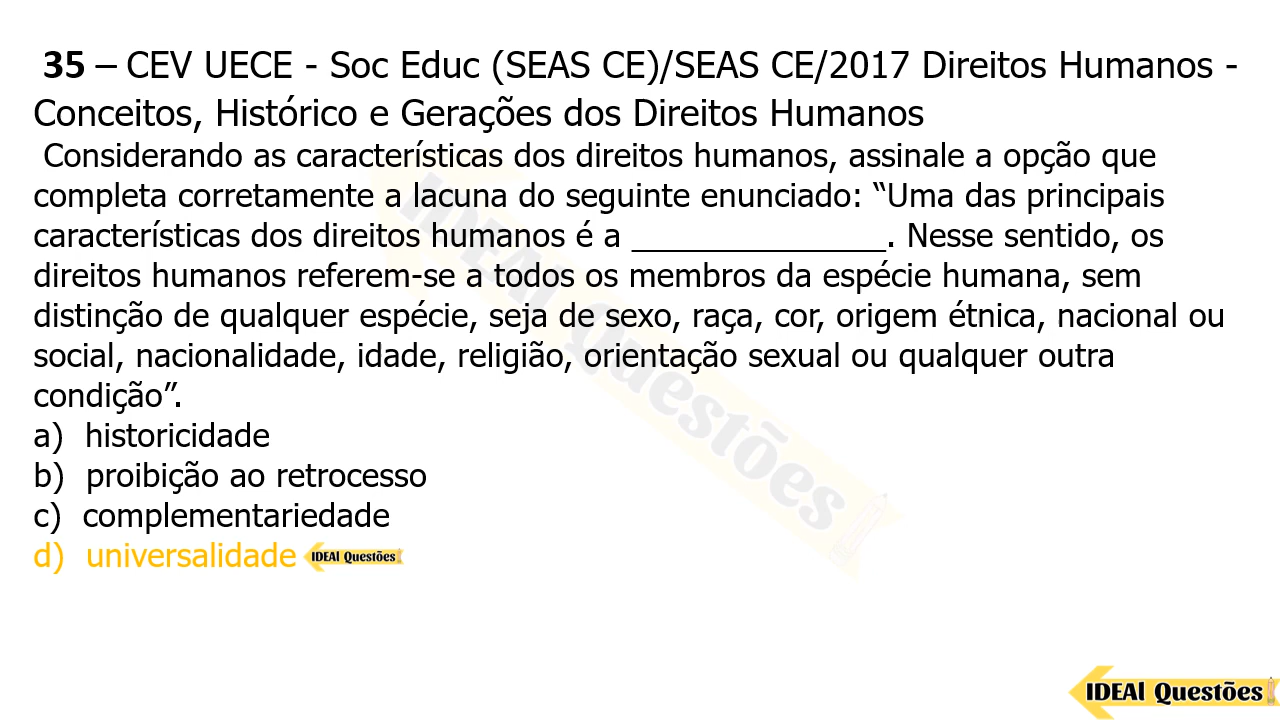 35 – CEV UECE - Soc Educ (SEAS CE)/SEAS CE/2017 Direitos Humanos -
Conceitos, Histórico e Gerações dos Direitos Humanos
Considerando as características dos direitos humanos, assinale a opção que
completa corretamente a lacuna do seguinte enunciado: “Uma das principais
características dos direitos humanos é a _______________. Nesse sentido, os
direitos humanos referem-se a todos os membros da espécie humana, sem
distinção de qualquer espécie, seja de sexo, raça, cor, origem étnica, nacional ou
social, nacionalidade, idade, religião, orientação sexual ou qualquer outra
condição”.
a) historicidade
b) proibição ao retrocesso
c) complementariedade
d) universalidade IDEAl Questões
IDEAl Questões
IDEAl Questões